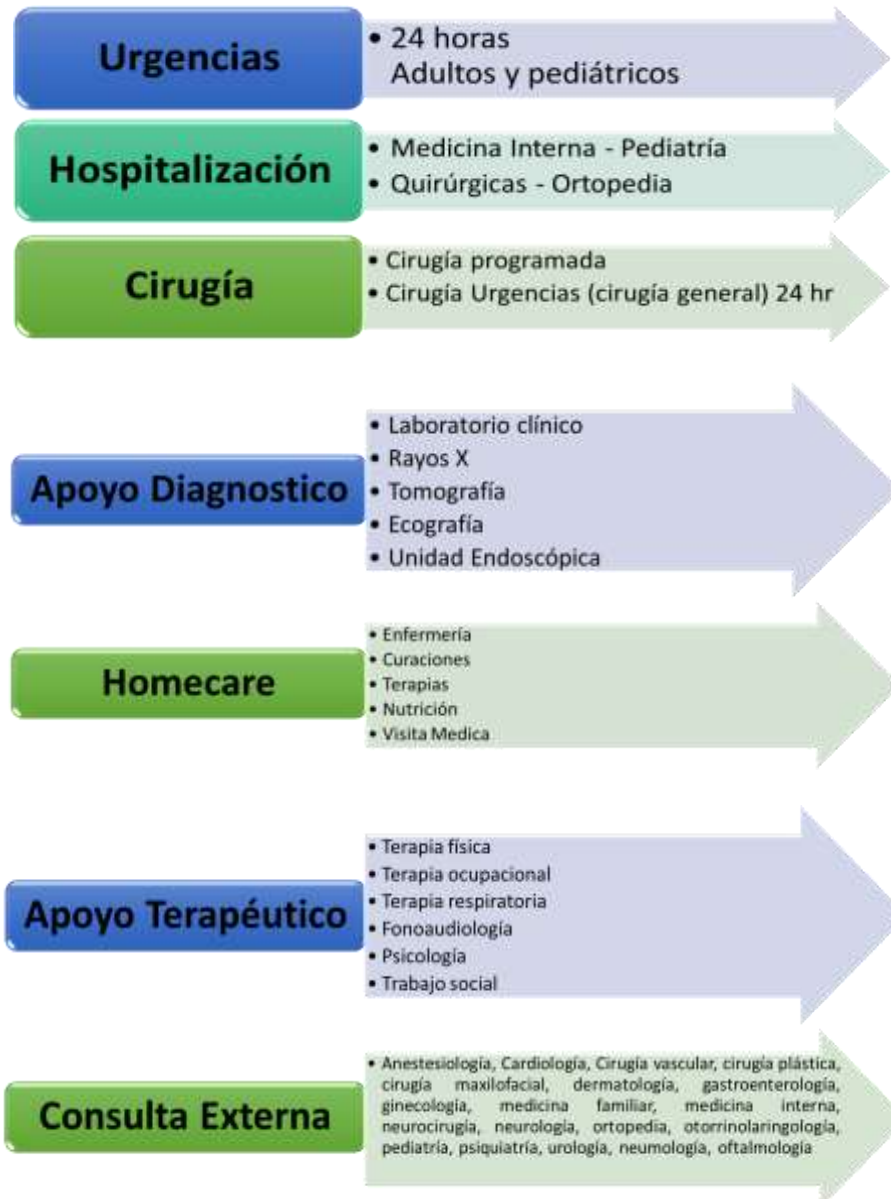 Urgencias
• 24 horas
Adultos y pediátricos
Hospitalización
• Medicina Interna - Pediatría
• Quirúrgicas - Ortopedia
Cirugía
• Cirugía programada
• Cirugía Urgencias (cirugía general) 24 hr
Apoyo Diagnostico
• Laboratorio clínico
• Rayos X
• Tomografía
• Ecografía
• Unidad Endoscópica
Homecare
• Enfermería
• Curaciones
• Terapias
• Nutrición
• Visita Medica
Apoyo Terapéutico
• Terapia física
• Terapia ocupacional
• Terapia respiratoria
• Fonoaudiología
• Psicología
• Trabajo social
Consulta Externa
• Anestesiología, Cardiología, Cirugía vascular, cirugía plástica,
cirugía maxilofacial, dermatología, gastroenterología,
ginecología, medicina familiar, medicina interna,
neurocirugía, neurología, ortopedia, otorrinolaringología,
pediatría, psiquiatría, urología, neumología, oftalmología